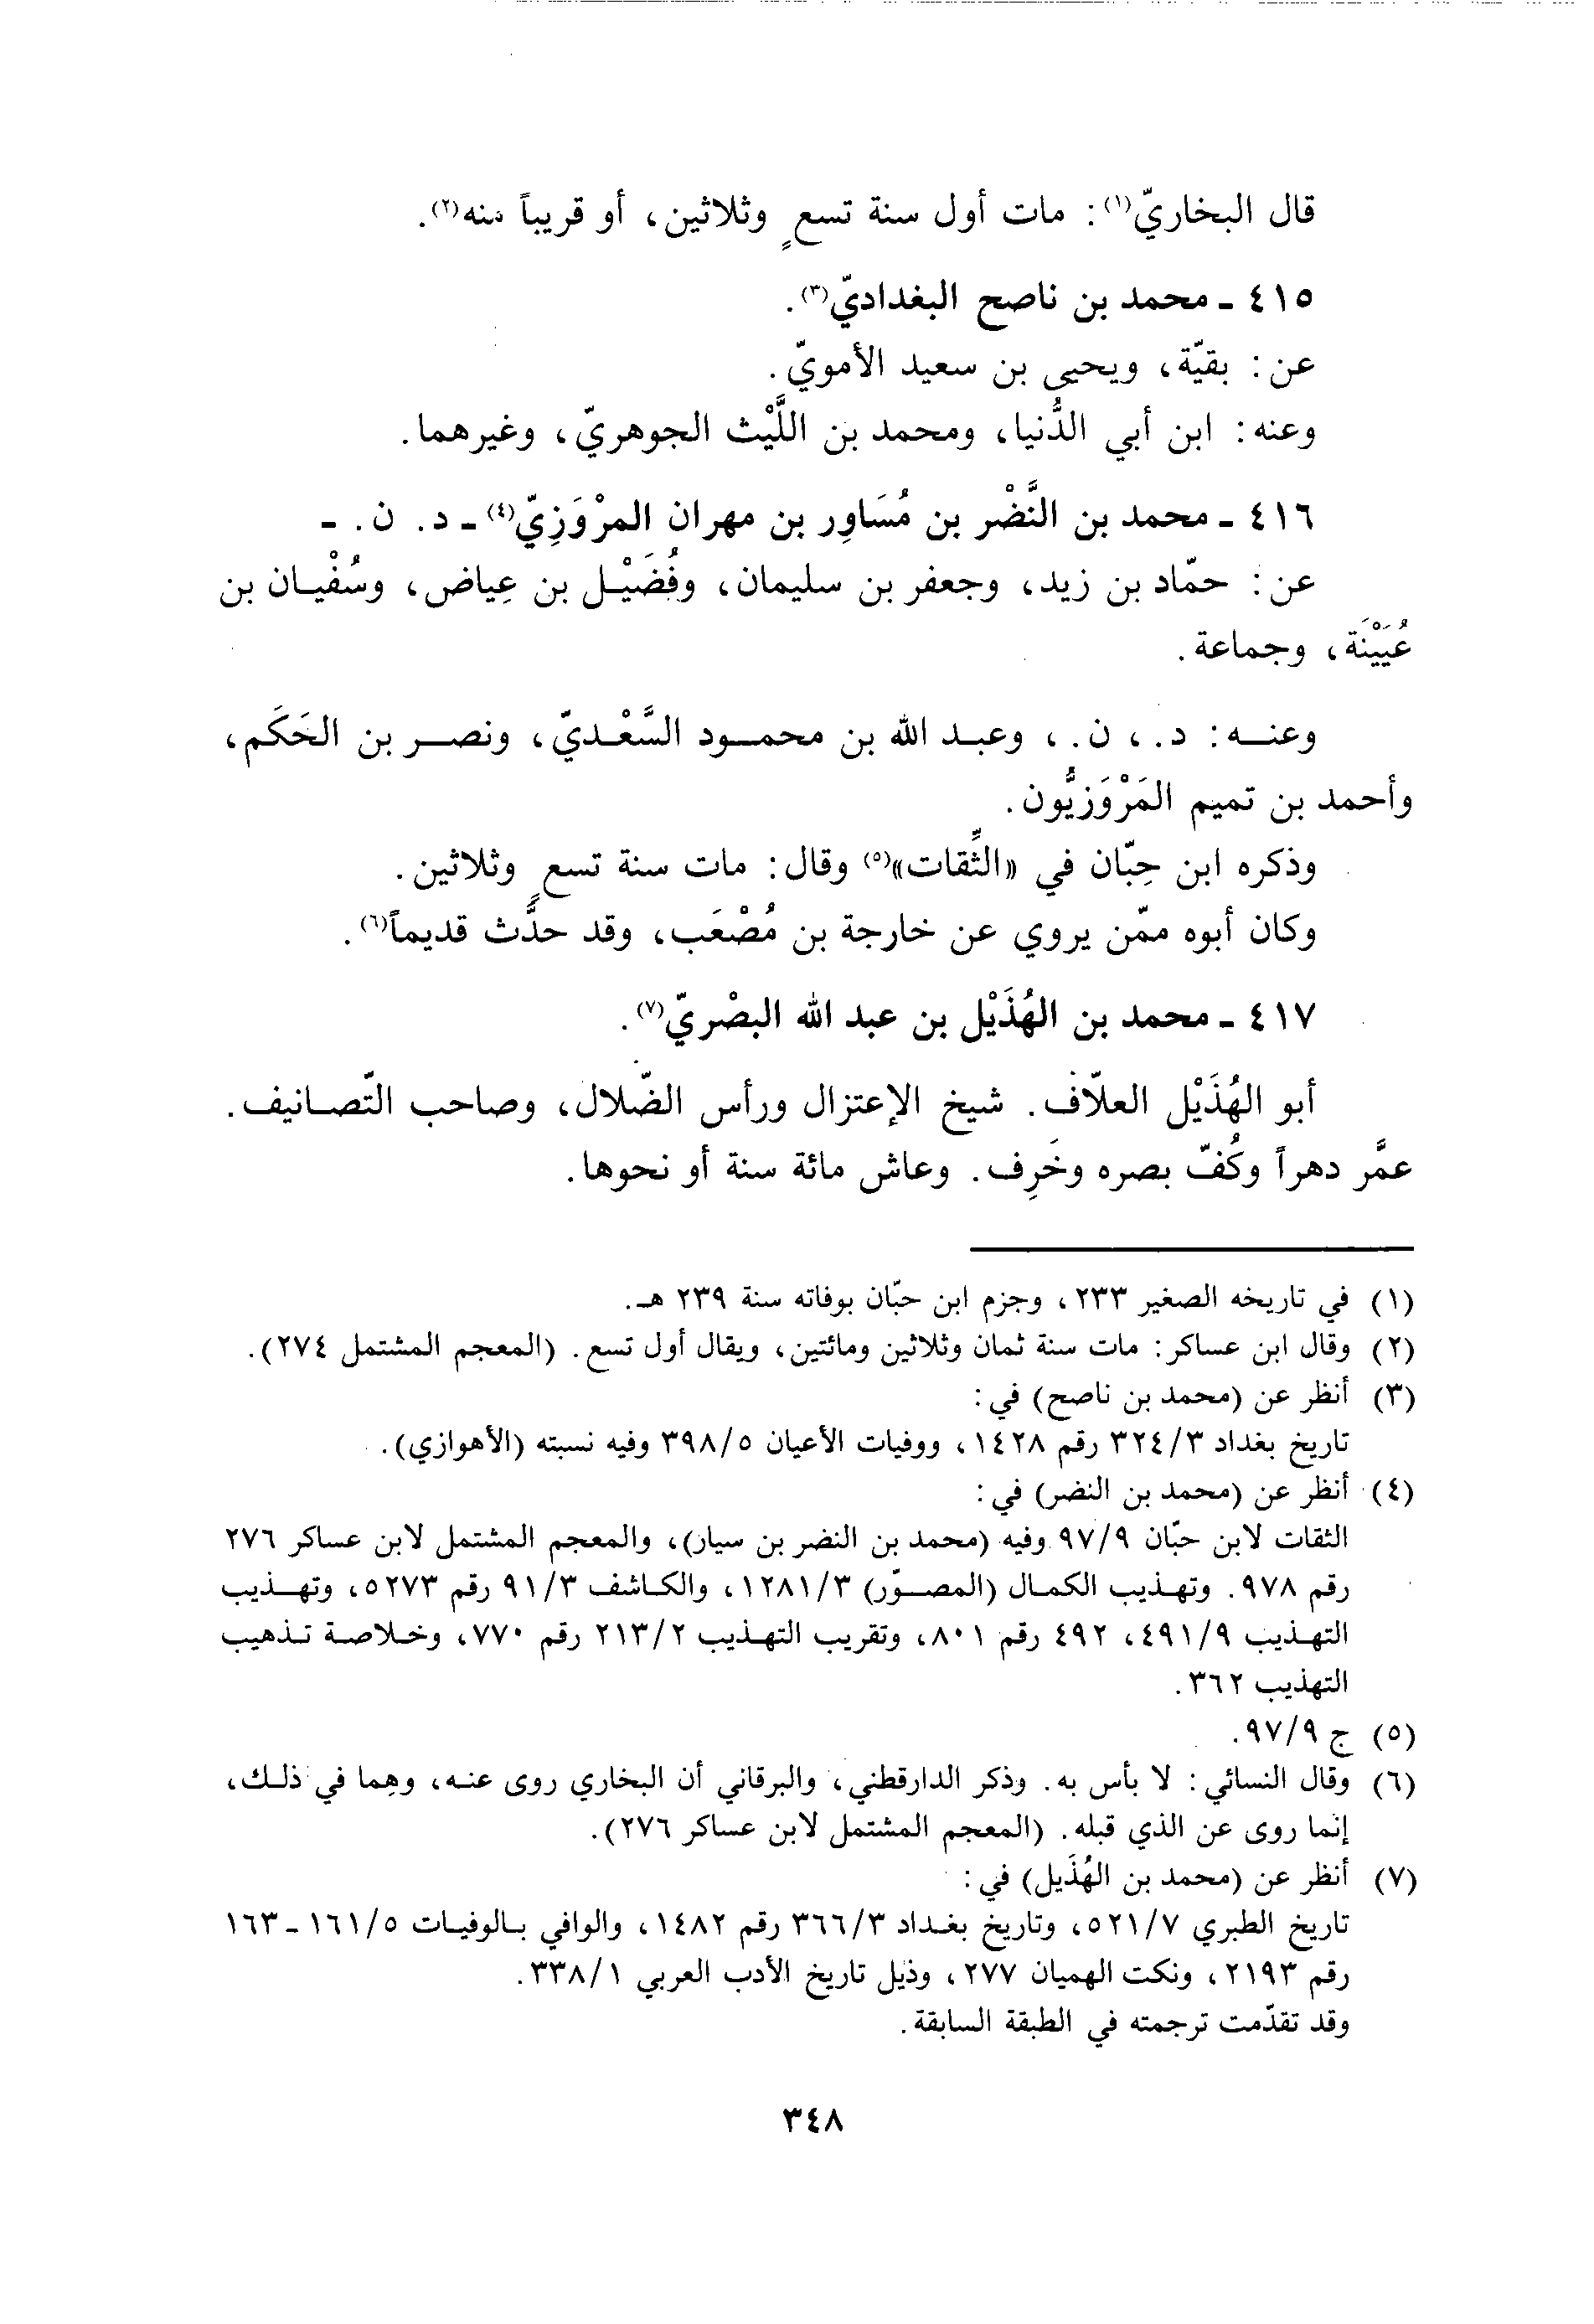 قال البخاريّ(١): مات أول سنة تسعٍ وثلاثين، أو قريباً منه(٢).
٤١٥ ـ محمد بن ناصح البغداديّ(٣).
عن: بقيّة، ويحيى بن سعيد الأمويّ.
وعنه: ابن أبي الدُّنيا، ومحمد بن اللَّيْث الجوهريّ، وغيرهما.
٤١٦ ـ محمد بن النَّضْر بن مُسَاوِر بن مهران المرْوَزِيّ(٤) ـ د. ن. ـ
عن: حمّاد بن زيد، وجعفر بن سليمان، وفُضَيْل بن عِياض، وسُفْيان بن
عُيَيْنَة، وجماعة.
وعنه: د.، ن.، وعبد الله بن محمود السَّعْديّ، ونصر بن الحَكَم،
وأحمد بن تميم المَرْوَزيُّون.
وذكره ابن حِبّان في «الثِّقات»(٥) وقال: مات سنة تسعٍ وثلاثين.
وكان أبوه ممّن يروي عن خارجة بن مُصْعَب، وقد حدَّث قديماً(٦).
٤١٧ ـ محمد بن الهُذَيْل بن عبد الله البصْريّ(٧).
أبو الهُذَيْل العلّاف. شيخ الإعتزال ورأس الضّلال، وصاحب التّصانيف.
عمَّر دهراً وكُفّ بصره وخَرِف. وعاش مائة سنة أو نحوها.
(١) في تاريخه الصغير ٢٣٣، وجزم ابن حبّان بوفاته سنة ٢٣٩ هـ.
(٢) وقال ابن عساكر: مات سنة ثمان وثلاثين ومائتين، ويقال أول تسع. (المعجم المشتمل ٢٧٤).
(٣) أنظر عن (محمد بن ناصح) في:
تاريخ بغداد ٣/٣٢٤ رقم ١٤٢٨، ووفيات الأعيان ٥/٣٩٨ وفيه نسبته (الأهوازي).
(٤) أنظر عن (محمد بن النضر) في:
الثقات لابن حبّان ٩/٩٧ وفيه (محمد بن النضر بن سيار)، والمعجم المشتمل لابن عساكر ٢٧٦
رقم ٩٧٨. وتهذيب الكمال (المصوّر) ٣/١٢٨١، والكاشف ٣/٩١ رقم ٥٢٧٣، وتهذيب
التهذيب ٩/٤٩١، ٤٩٢ رقم ٨٠١، وتقريب التهذيب ٢/٢١٣ رقم ٧٧٠، وخلاصة تذهيب
التهذيب ٣٦٢.
(٥) ج ٩/٩٧.
(٦) وقال النسائي: لا بأس به. وذكر الدارقطني، والبرقاني أن البخاري روى عنه، وهِما في ذلك،
إنما روى عن الذي قبله. (المعجم المشتمل لابن عساكر ٢٧٦).
(٧) أنظر عن (محمد بن الهُذَيل) في:
تاريخ الطبري ٧/٥٢١، وتاريخ بغداد ٣/٣٦٦ رقم ١٤٨٢، والوافي بالوفيات ٥/١٦١ ـ ١٦٣
رقم ٢١٩٣، ونكت الهميان ٢٧٧، وذيل تاريخ الأدب العربي ١/٣٣٨.
وقد تقدّمت ترجمته في الطبقة السابقة.
٣٤٨